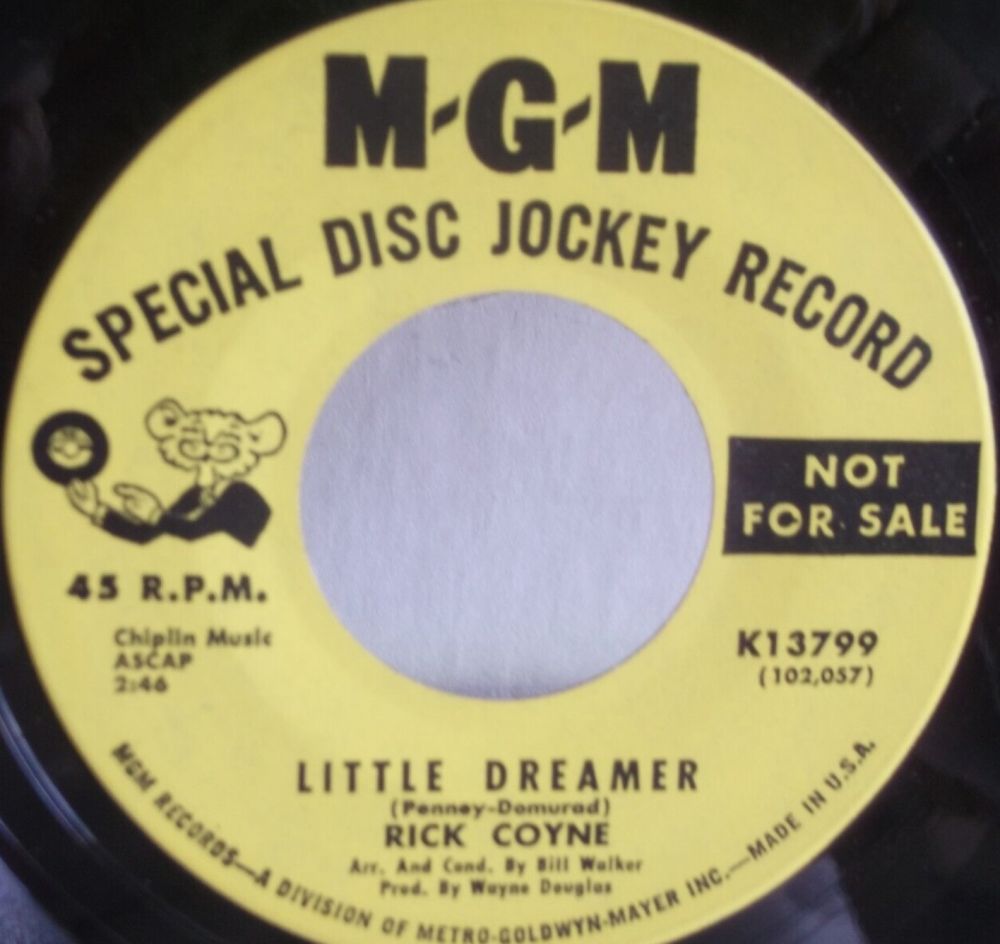 M-G-M
SPECIAL DISC JOCKEY RECORD
NOT
FOR SALE
45 R.P.M.
Chiplin Music
ASCAP
2:46
K13799
(102,057)
LITTLE DREAMER
(Penney-Domurad)
RICK COYNE
Arr. And Cond. By Bill Walker
Prod. By Wayne Douglas
MGM RECORDS—A DIVISION OF METRO-GOLDWYN-MAYER INC.—MADE IN U.S.A.